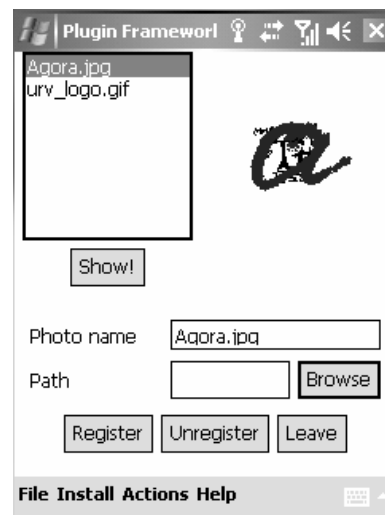 Plugin Frameworl
Agora.jpg
urv_logo.gif
a
Show!
Photo name Agora.jpg
Path Browse
Register Unregister Leave
File Install Actions Help